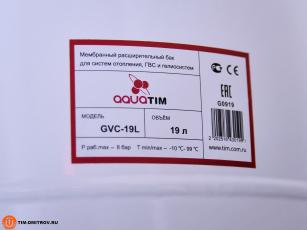 Мембранный расширительный бак
для систем отопления, ГВС и гелиосистем
aquaTIM
МОДЕЛЬ
ОБЪЁМ
GVC-19L
19 л
P раб.max – 8 бар
T min/max – -10 °C- 99 °C
EAC
G0919
www.tim.com.ru
TIM-DMITROV.RU